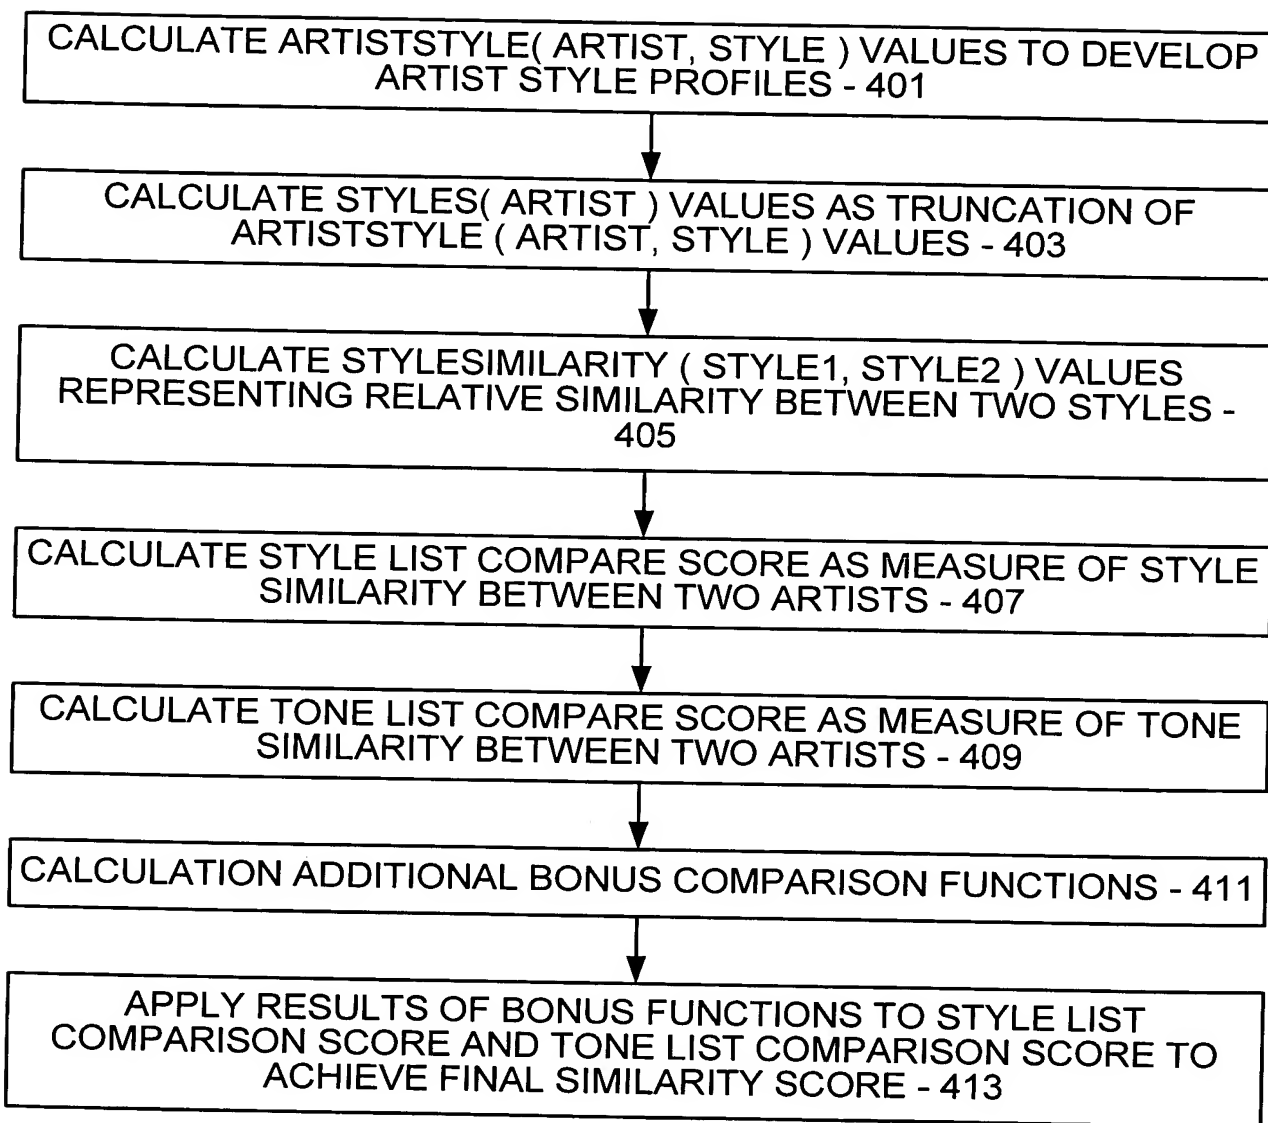 CALCULATE ARTISTSTYLE( ARTIST, STYLE ) VALUES TO DEVELOP
ARTIST STYLE PROFILES - 401
CALCULATE STYLES( ARTIST ) VALUES AS TRUNCATION OF
ARTISTSTYLE ( ARTIST, STYLE ) VALUES - 403
CALCULATE STYLESIMILARITY ( STYLE1, STYLE2 ) VALUES
REPRESENTING RELATIVE SIMILARITY BETWEEN TWO STYLES -
405
CALCULATE STYLE LIST COMPARE SCORE AS MEASURE OF STYLE
SIMILARITY BETWEEN TWO ARTISTS - 407
CALCULATE TONE LIST COMPARE SCORE AS MEASURE OF TONE
SIMILARITY BETWEEN TWO ARTISTS - 409
CALCULATION ADDITIONAL BONUS COMPARISON FUNCTIONS - 411
APPLY RESULTS OF BONUS FUNCTIONS TO STYLE LIST
COMPARISON SCORE AND TONE LIST COMPARISON SCORE TO
ACHIEVE FINAL SIMILARITY SCORE - 413